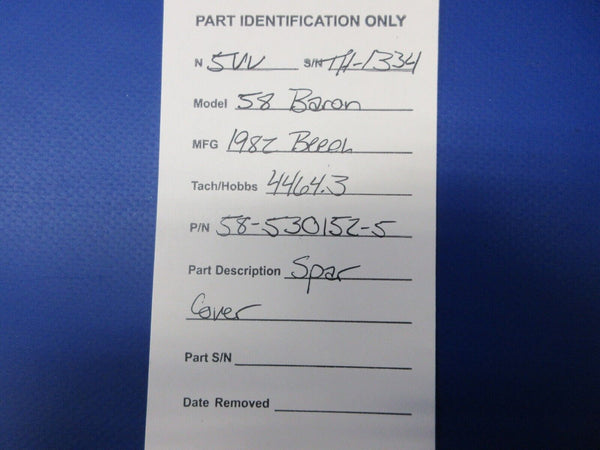 PART IDENTIFICATION ONLY
N 5VV S/N TH-1334
Model 58 Baron
MFG 1982 Beech
Tach/Hobbs 4464.3
P/N 58-530152-5
Part Description Spar
Cover
Part S/N
Date Removed